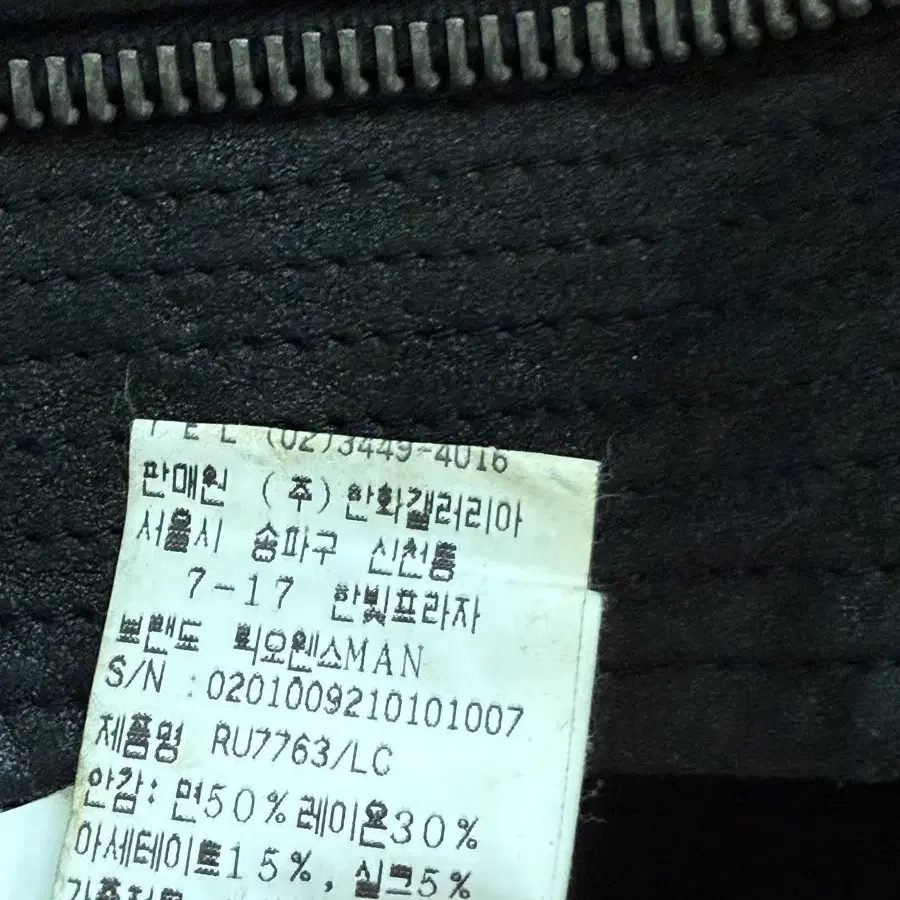 TEL (02)3449-4016
판매원 (주)한화갤러리아
서울시 송파구 신천동
7-17 한빛프라자
브랜드 릭오웬스MAN
S/N :0201009210101007
제품명 RU7763/LC
안감: 면50%레이온30%
아세테이트15%, 실크5%